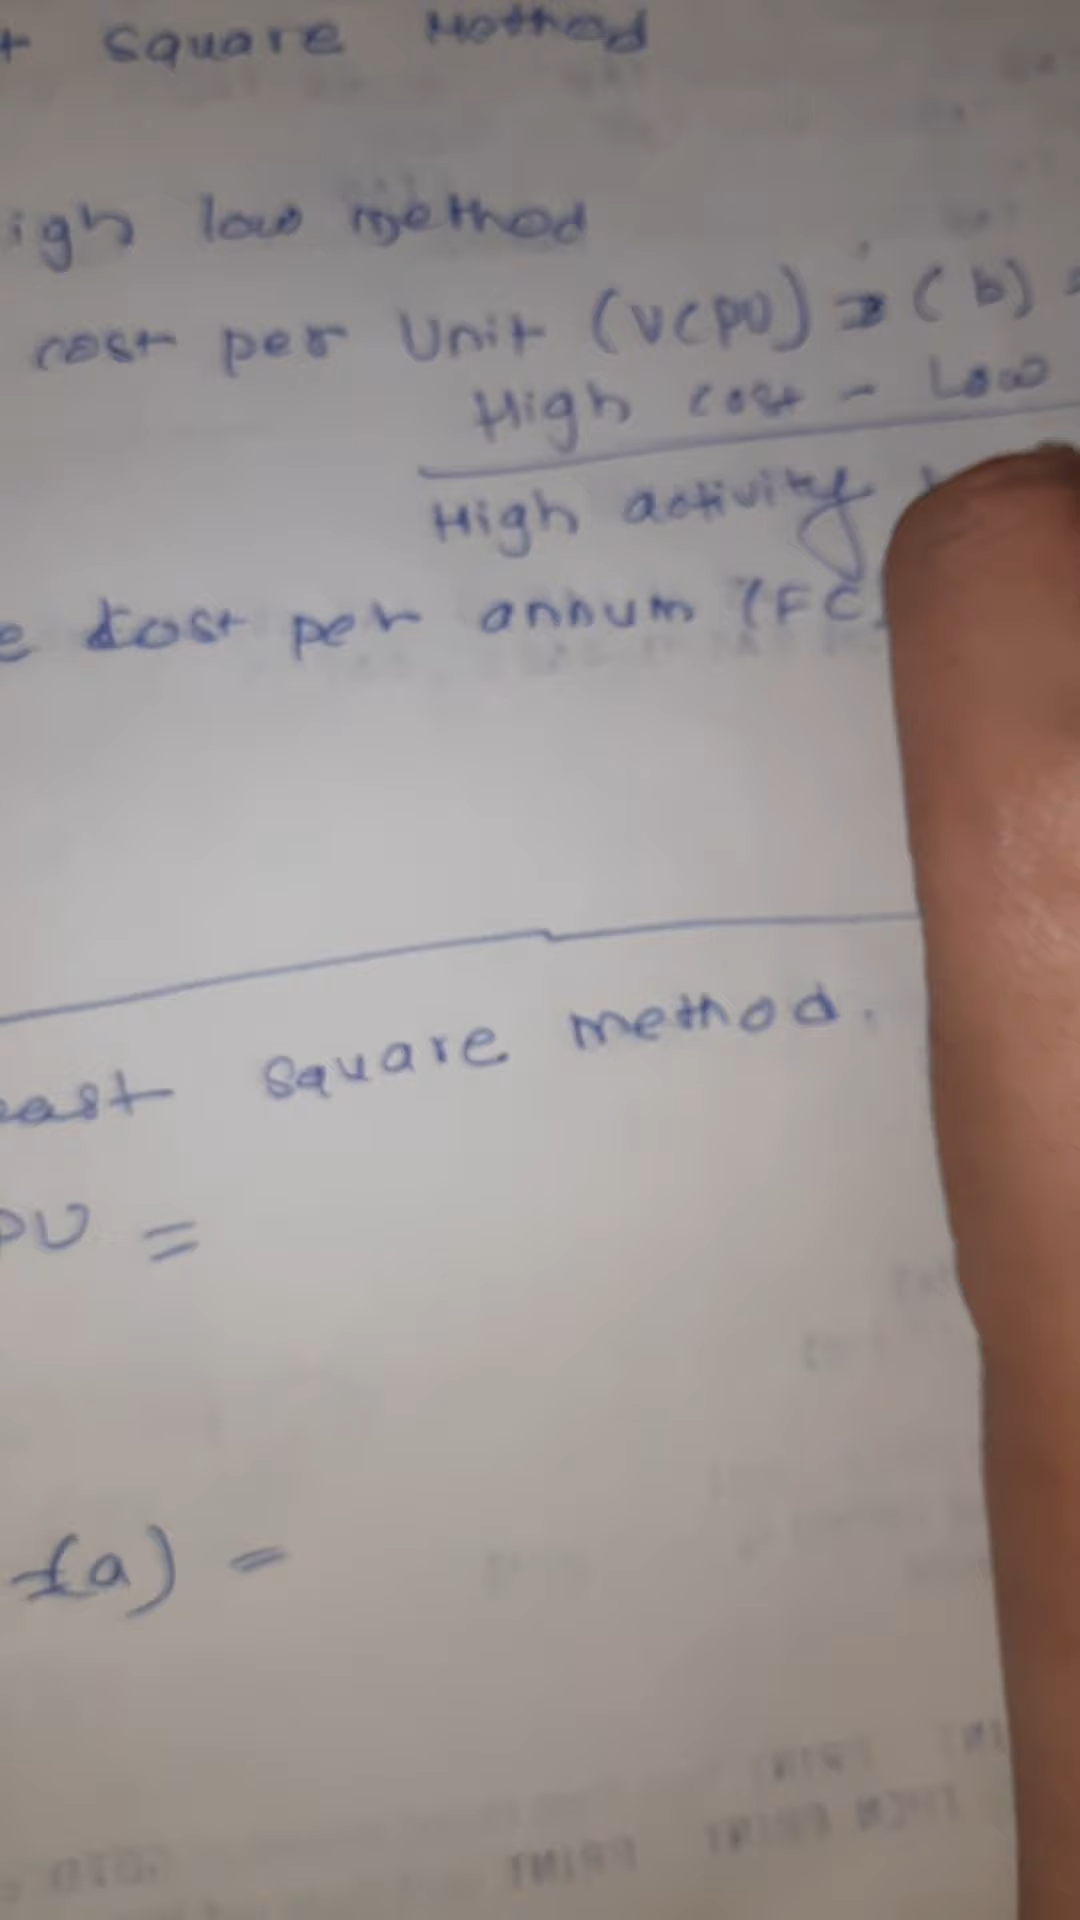 Square Method
igh low method
cost per Unit (VCPU) = (b) =
High cost - Low
High activity
e cost per annum (FC)
east square method.
PU =
(a) =